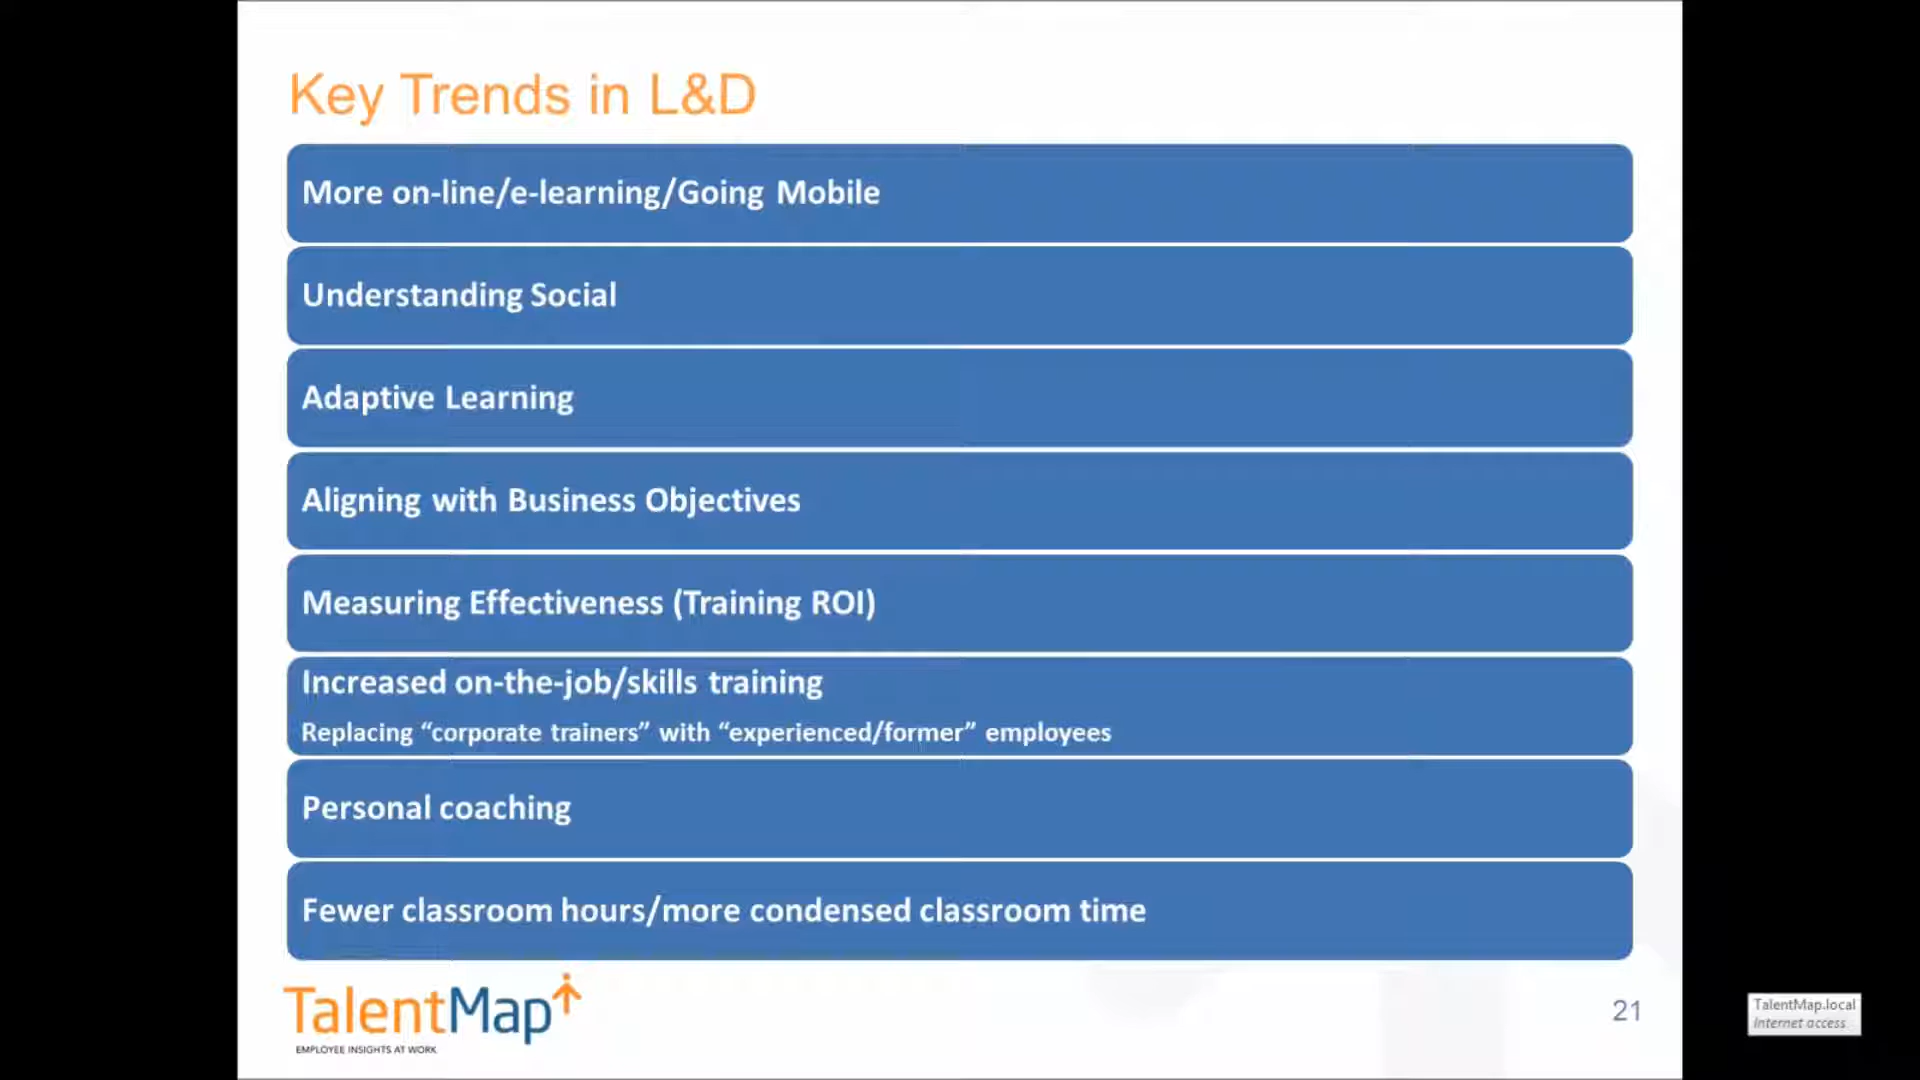 Key Trends in L&D
More on-line/e-learning/Going Mobile
Understanding Social
Adaptive Learning
Aligning with Business Objectives
Measuring Effectiveness (Training ROI)
Increased on-the-job/skills training
Replacing “corporate trainers” with “experienced/former” employees
Personal coaching
Fewer classroom hours/more condensed classroom time
TalentMap
EMPLOYEE INSIGHTS AT WORK
21
TalentMap.local
Internet access